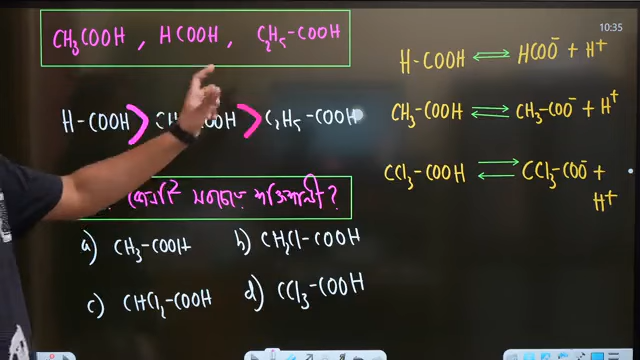 CH₃COOH , HCOOH , C₂H₅-COOH
H-COOH > COOH > C₂H₅-COOH
কোনটি সবচেয়ে শক্তিশালী ?
a) CH₃-COOH b) CH₂Cl-COOH
c) CHCl₂-COOH d) CCl₃-COOH
10:35
H-COOH ⇌ HCOO⁻ + H⁺
CH₃-COOH ⇌ CH₃-COO⁻ + H⁺
CCl₃-COOH ⇌ CCl₃-COO⁻ +
H⁺